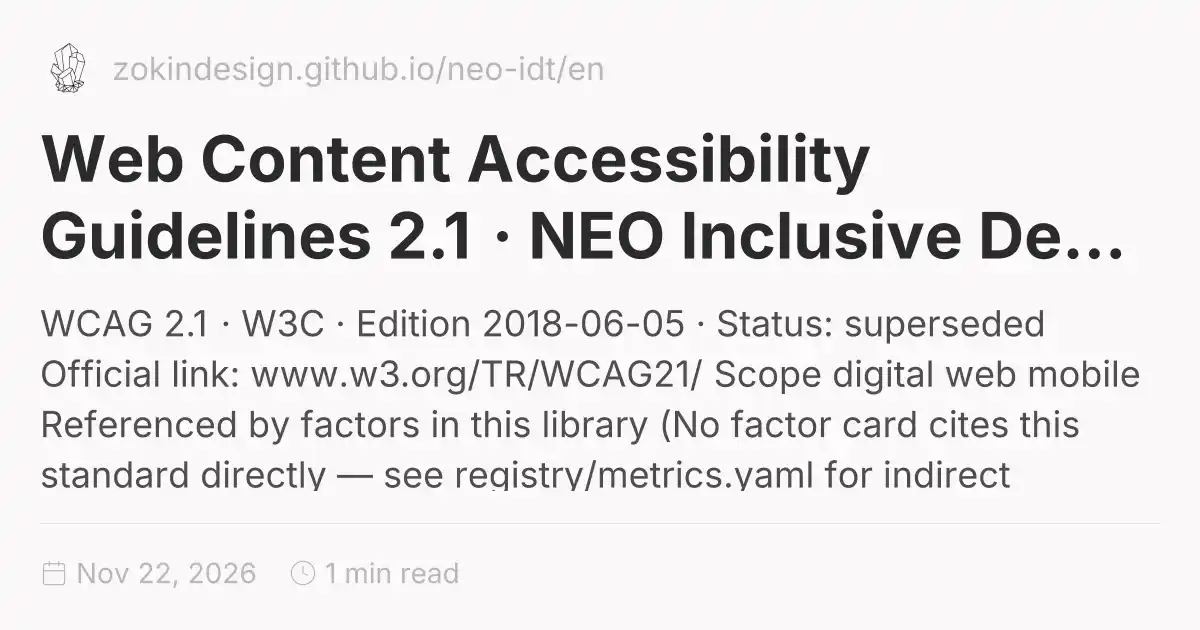 zokindesign.github.io/neo-idt/en
Web Content Accessibility
Guidelines 2.1 · NEO Inclusive De…
WCAG 2.1 · W3C · Edition 2018-06-05 · Status: superseded
Official link: www.w3.org/TR/WCAG21/ Scope digital web mobile
Referenced by factors in this library (No factor card cites this
standard directly — see registry/metrics.yaml for indirect
Nov 22, 2026 1 min read